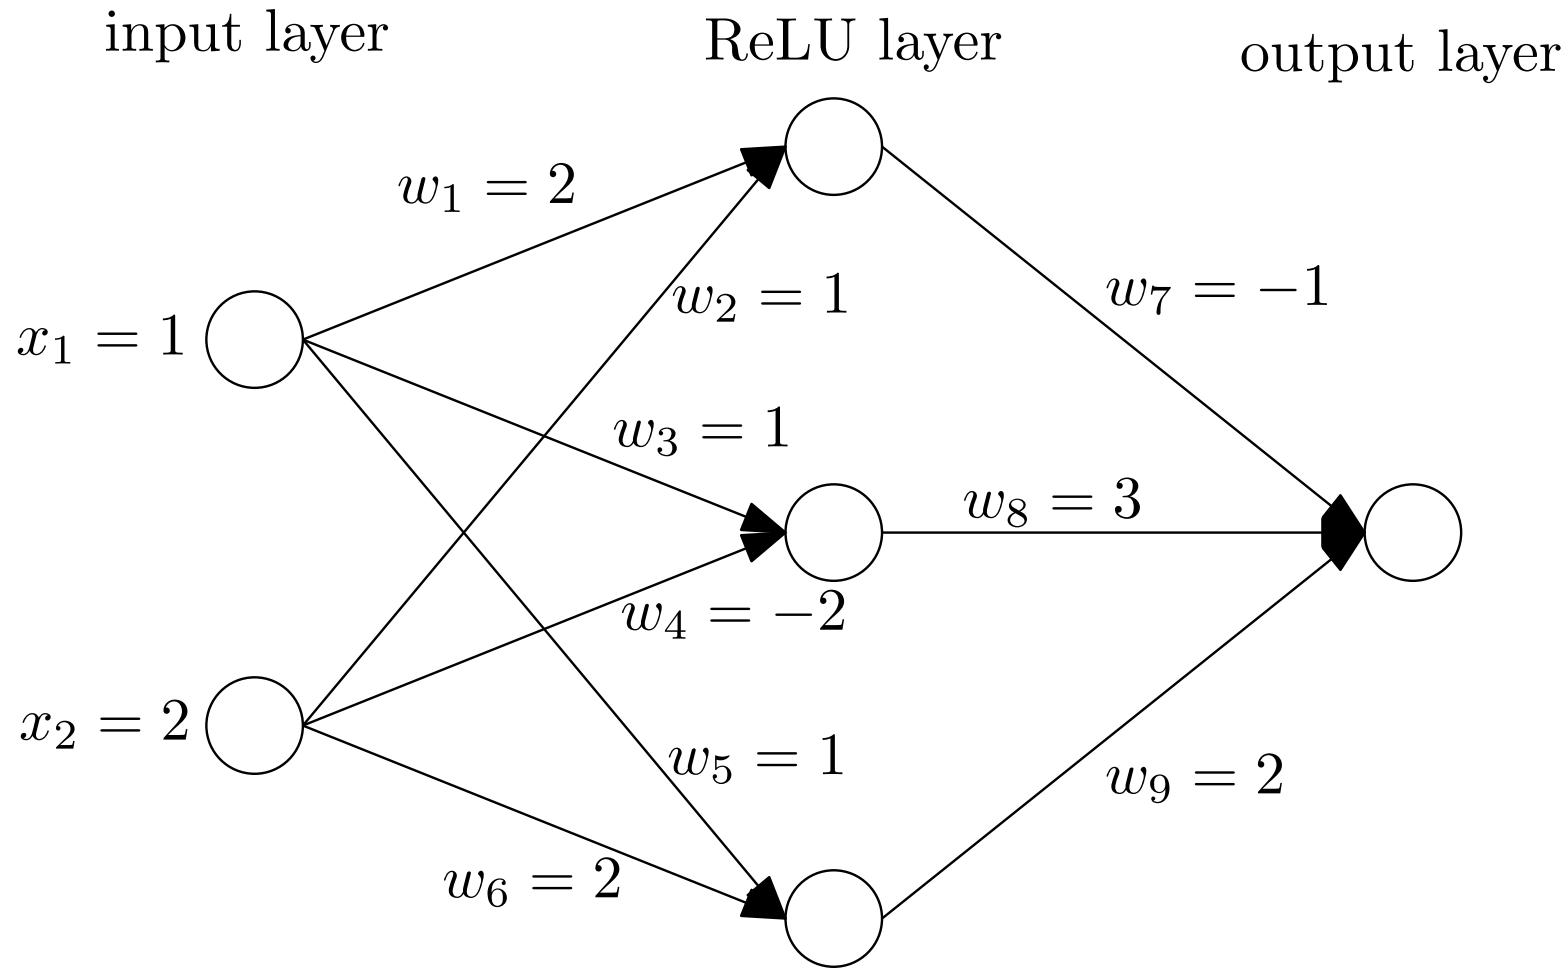 input layer
ReLU layer
output layer
w₁ = 2
w₂ = 1
w₇ = −1
x₁ = 1
w₃ = 1
w₈ = 3
w₄ = −2
x₂ = 2
w₅ = 1
w₉ = 2
w₆ = 2